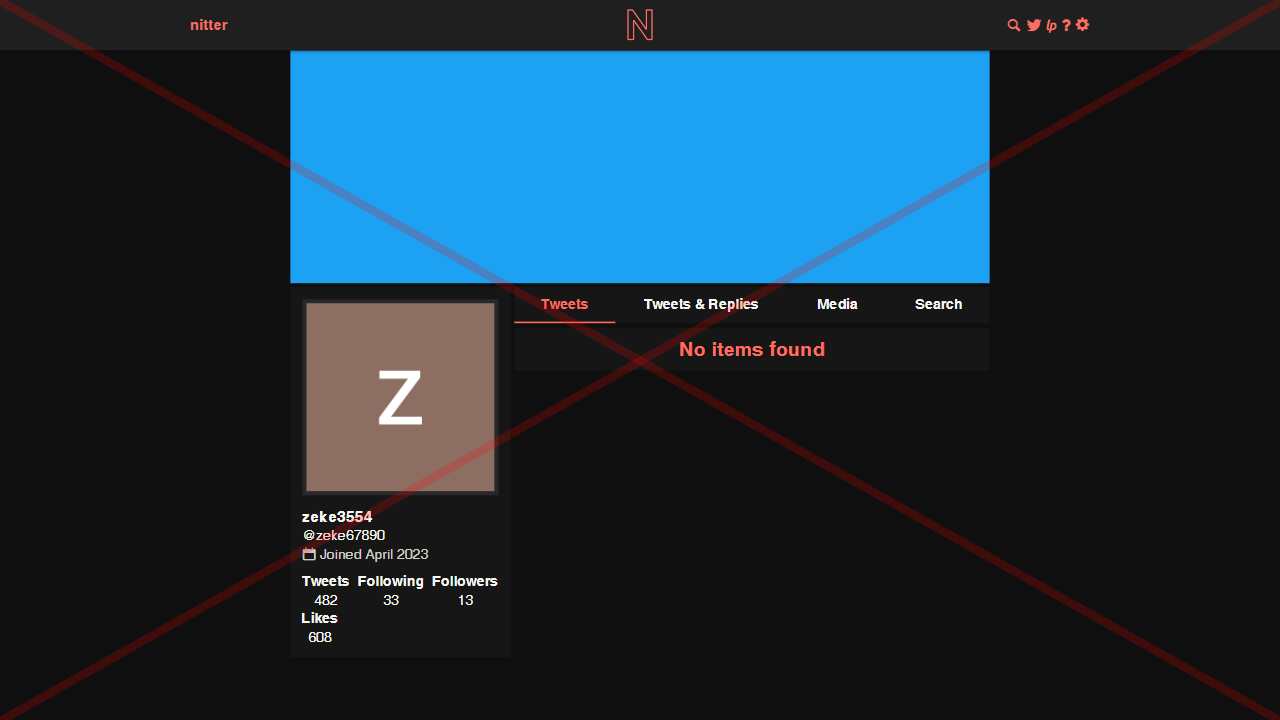 nitter
N
lp ?
Tweets Tweets & Replies Media Search
No items found
Z
zeke3554
@zeke67890
Joined April 2023
Tweets Following Followers
482 33 13
Likes
608